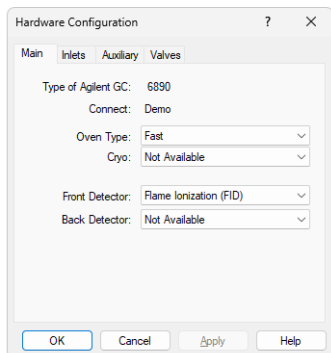 Hardware Configuration ? ×
Main Inlets Auxiliary Valves
Type of Agilent GC: 6890
Connect: Demo
Oven Type: Fast
Cryo: Not Available
Front Detector: Flame Ionization (FID)
Back Detector: Not Available
OK Cancel Apply Help